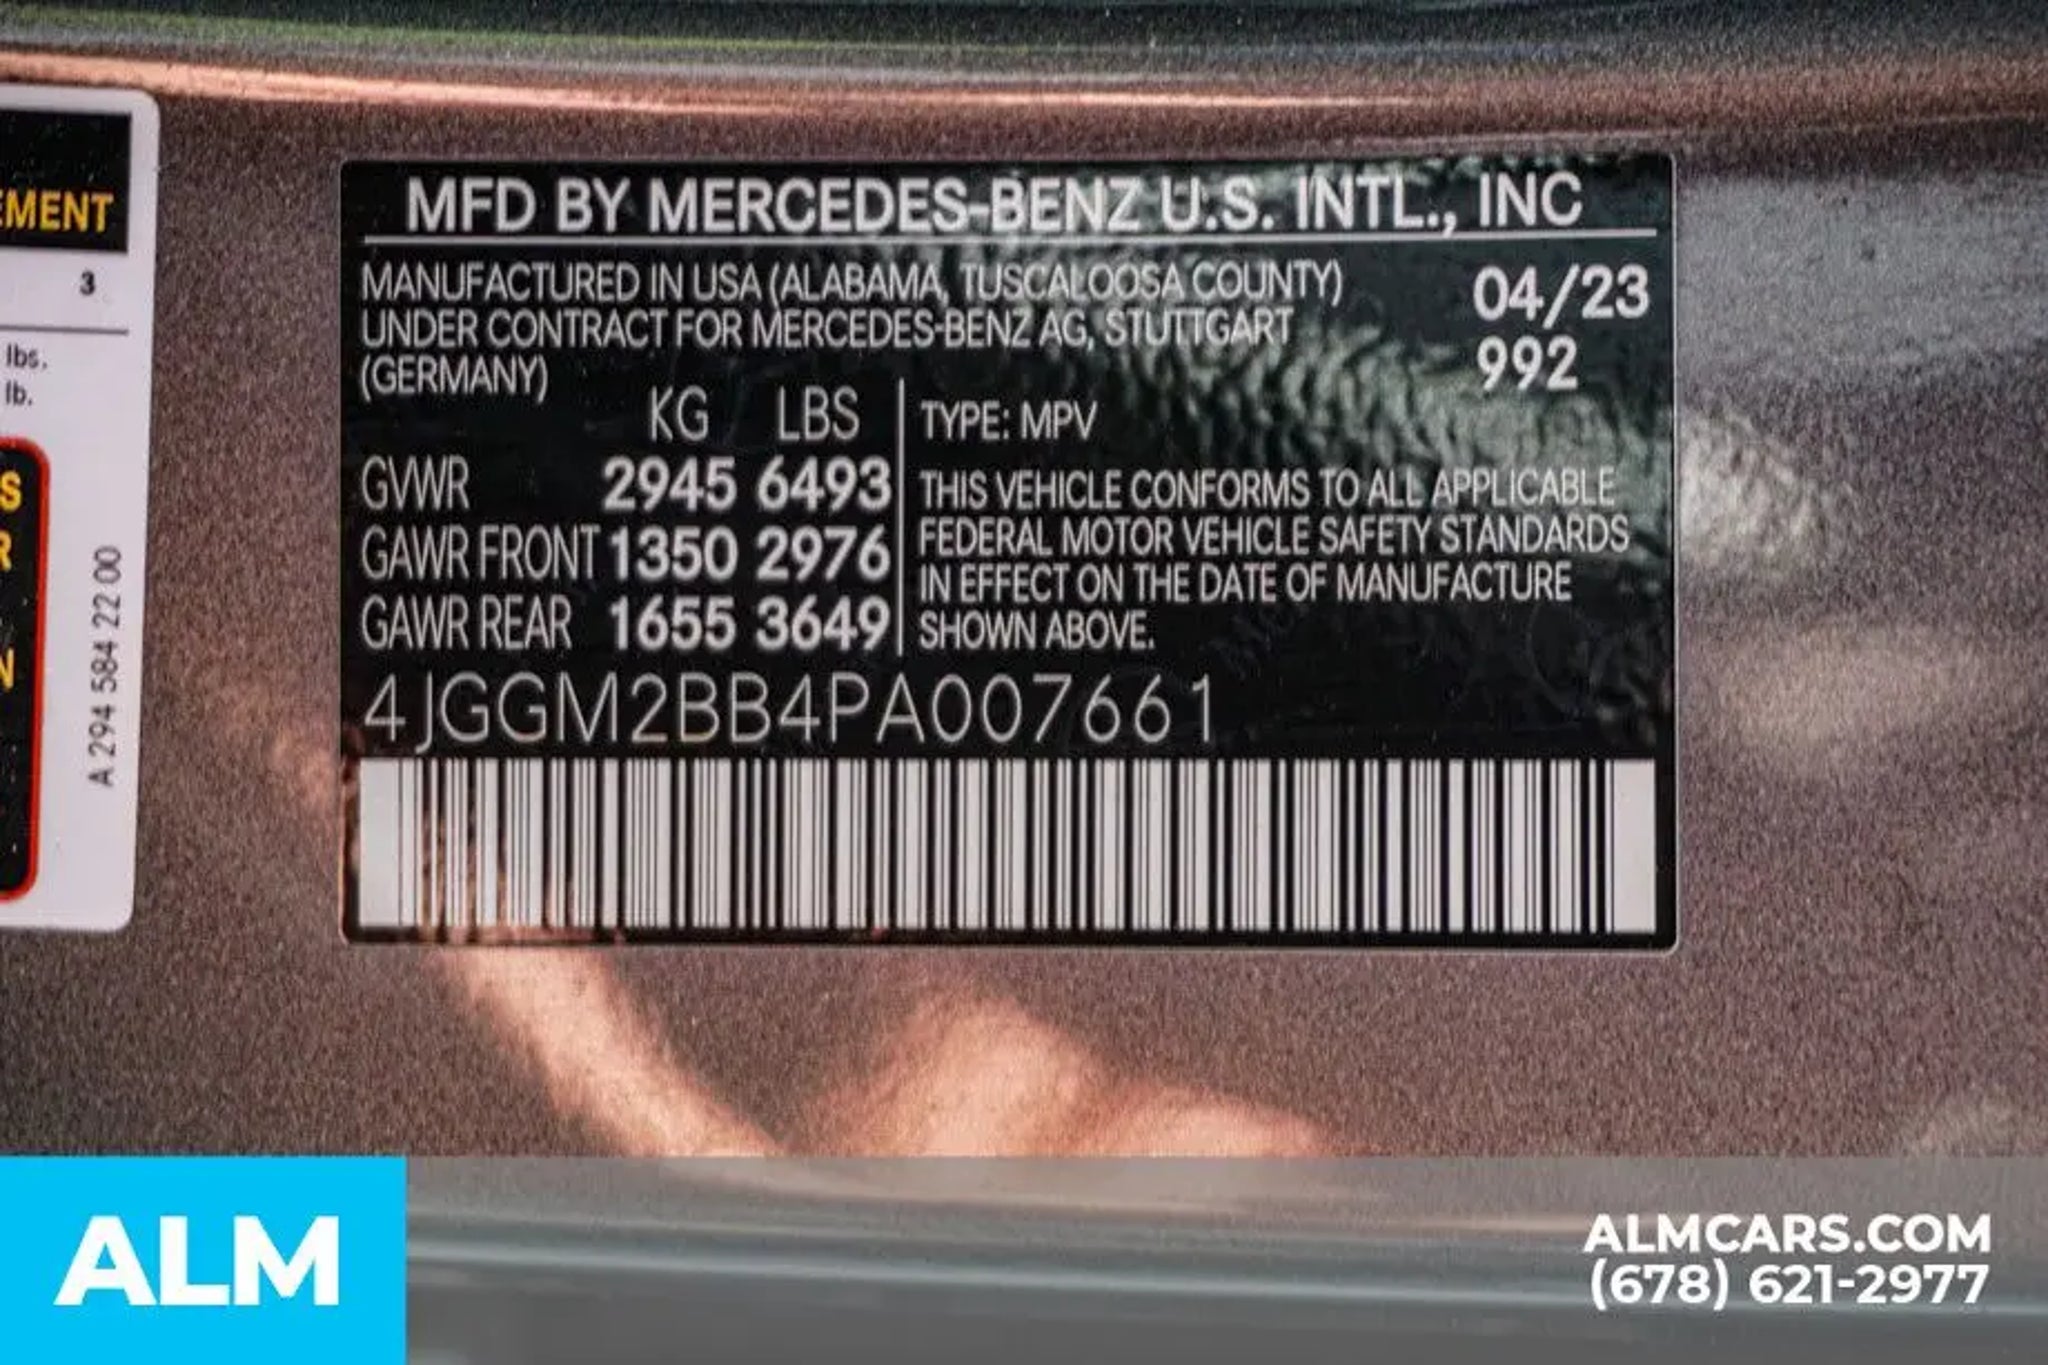 EMENT
3
lbs.
lb.
S
R
N
A 294 584 22 00
MFD BY MERCEDES-BENZ U.S. INTL., INC
MANUFACTURED IN USA (ALABAMA, TUSCALOOSA COUNTY)
UNDER CONTRACT FOR MERCEDES-BENZ AG, STUTTGART
(GERMANY)
04/23
992
KG LBS
GVWR 2945 6493
GAWR FRONT 1350 2976
GAWR REAR 1655 3649
TYPE: MPV
THIS VEHICLE CONFORMS TO ALL APPLICABLE
FEDERAL MOTOR VEHICLE SAFETY STANDARDS
IN EFFECT ON THE DATE OF MANUFACTURE
SHOWN ABOVE.
4JGGM2BB4PA007661
ALM
ALMCARS.COM
(678) 621-2977